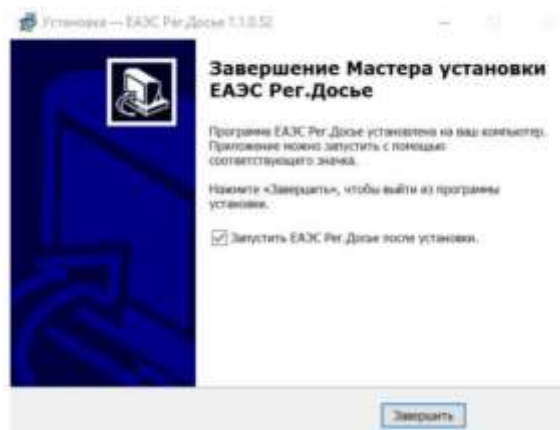 Установка — ЕАЭС Рег.Досье 1.1.0.52
Завершение Мастера установки
ЕАЭС Рег.Досье
Программа ЕАЭС Рег.Досье установлена на ваш компьютер.
Приложение можно запустить с помощью
соответствующего значка.
Нажмите «Завершить», чтобы выйти из программы
установки.
Запустить ЕАЭС Рег.Досье после установки.
Завершить